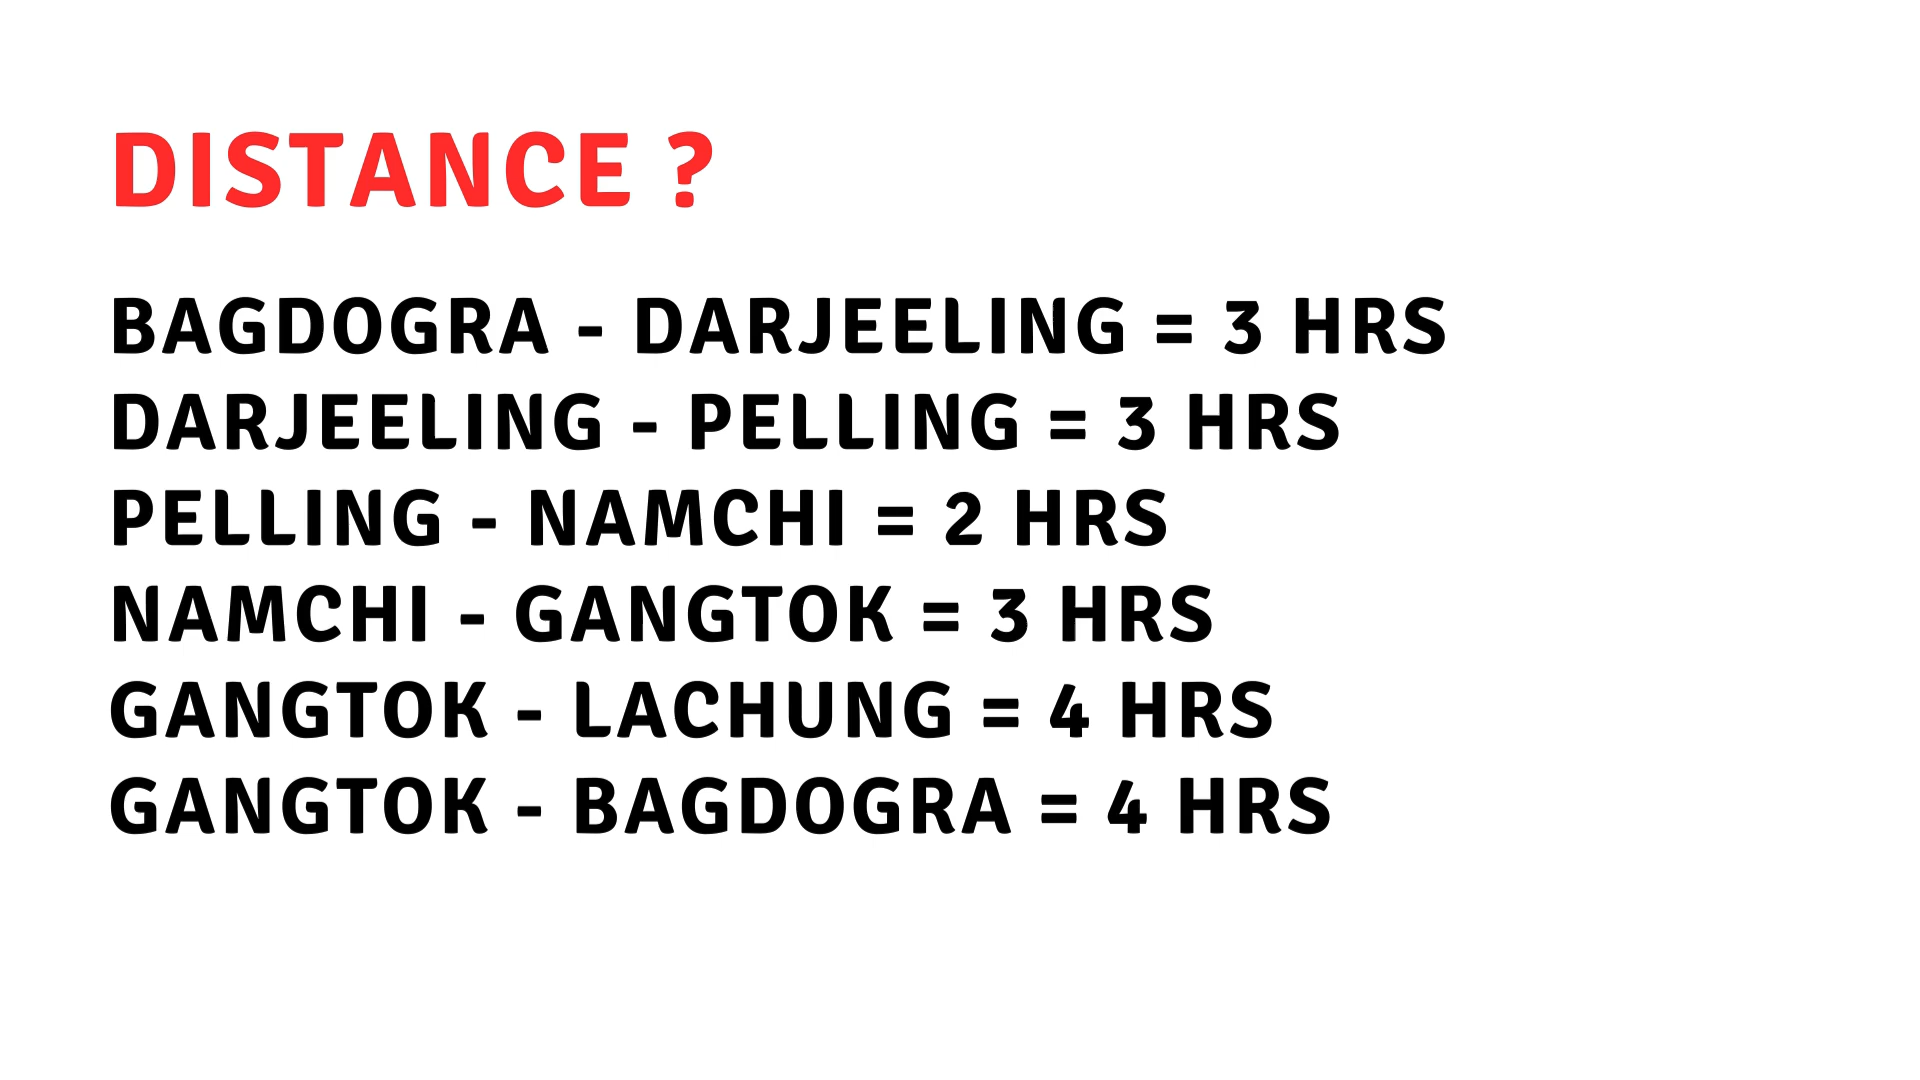 DISTANCE ?
BAGDOGRA - DARJEELING = 3 HRS
DARJEELING - PELLING = 3 HRS
PELLING - NAMCHI = 2 HRS
NAMCHI - GANGTOK = 3 HRS
GANGTOK - LACHUNG = 4 HRS
GANGTOK - BAGDOGRA = 4 HRS